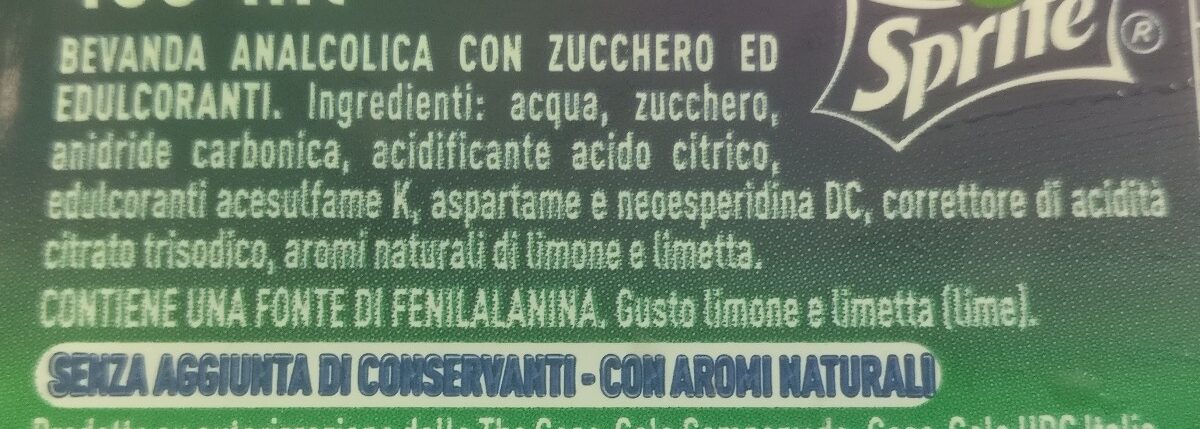 Sprite ®
BEVANDA ANALCOLICA CON ZUCCHERO ED
EDULCORANTI. Ingredienti: acqua, zucchero,
anidride carbonica, acidificante acido citrico,
edulcoranti acesulfame K, aspartame e neoesperidina DC, correttore di acidità
citrato trisodico, aromi naturali di limone e limetta.
CONTIENE UNA FONTE DI FENILALANINA. Gusto limone e limetta (lime).
SENZA AGGIUNTA DI CONSERVANTI - CON AROMI NATURALI